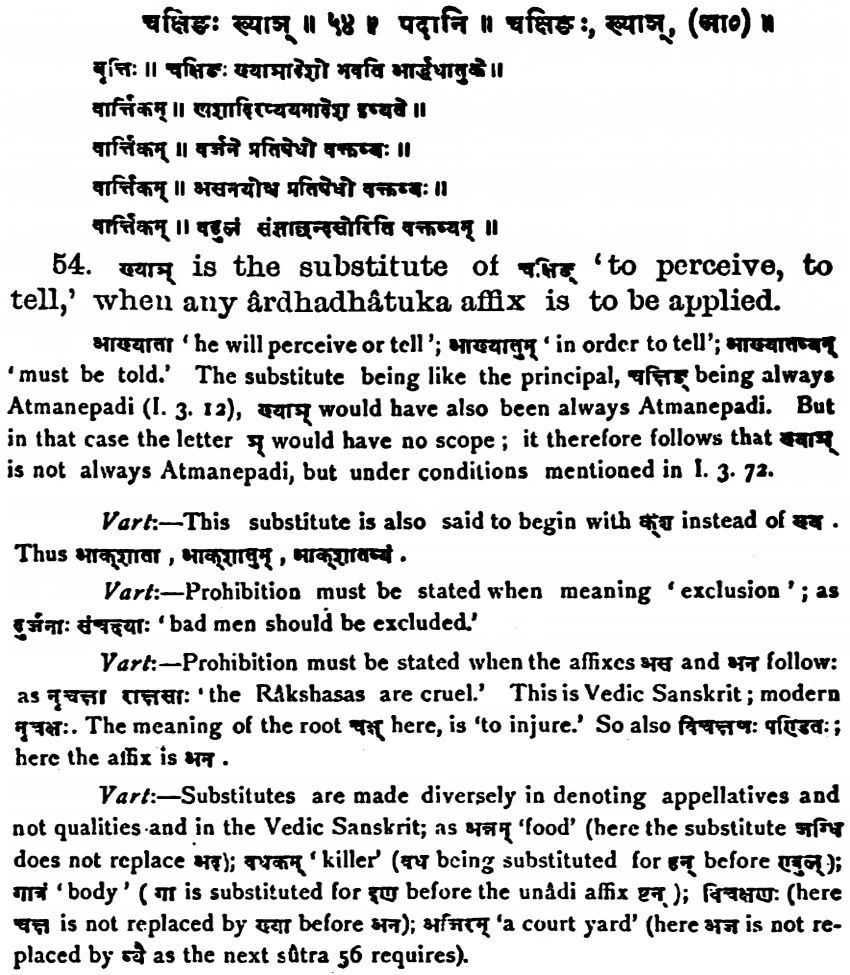 चक्षिङः ख्याञ् ॥ ५४ ॥ पदानि ॥ चक्षिङः, ख्याञ्, (आ०) ॥
वृत्तिः ॥ चक्षिङः ख्याञादेशो भवति आर्द्धधातुके ॥
वार्त्तिकम् ॥ क्शादिरप्ययमादेश इष्यते ॥
वार्त्तिकम् ॥ वर्जने प्रतिषेधो वक्तव्यः ॥
वार्त्तिकम् ॥ असनयोश्च प्रतिषेधो वक्तव्यः ॥
वार्त्तिकम् ॥ बहुलं संज्ञाछन्दसोरिति वक्तव्यम् ॥
54. ख्याञ् is the substitute of चक्षिङ् ‘to perceive, to
tell,’ when any ârdhadhâtuka affix is to be applied.
आख्याता ‘he will perceive or tell’; आख्यातुम् ‘in order to tell’; आख्यातव्यम्
‘must be told.’ The substitute being like the principal, चक्षिङ् being always
Atmanepadi (I. 3. 12), ख्याञ् would have also been always Atmanepadi. But
in that case the letter ञ् would have no scope; it therefore follows that ख्याञ्
is not always Atmanepadi, but under conditions mentioned in I. 3. 72.
Vart:—This substitute is also said to begin with क्श instead of ख्य.
Thus आक्शाता, आक्शातुम्, आक्शातव्यं.
Vart:—Prohibition must be stated when meaning ‘exclusion’; as
दुर्जनाः संचक्ष्याः ‘bad men should be excluded.’
Vart:—Prohibition must be stated when the affixes अस and अन follow:
as नृचक्षा राक्षसाः ‘the Râkshasas are cruel.’ This is Vedic Sanskrit; modern
नृचक्षः. The meaning of the root चक्ष् here, is ‘to injure.’ So also विचक्षणः पण्डितः;
here the affix is अन.
Vart:—Substitutes are made diversely in denoting appellatives and
not qualities and in the Vedic Sanskrit; as अन्नम् ‘food’ (here the substitute जग्धि
does not replace अद्); वधकम् ‘killer’ (वध being substituted for हन् before ण्वुल्);
गात्रं ‘body’ (गा is substituted for इण before the unâdi affix ष्ट्रन्); विचक्षणः (here
चक्ष is not replaced by ख्या before अन); अजिरम् ‘a court yard’ (here अज is not re-
placed by वी as the next sûtra 56 requires).